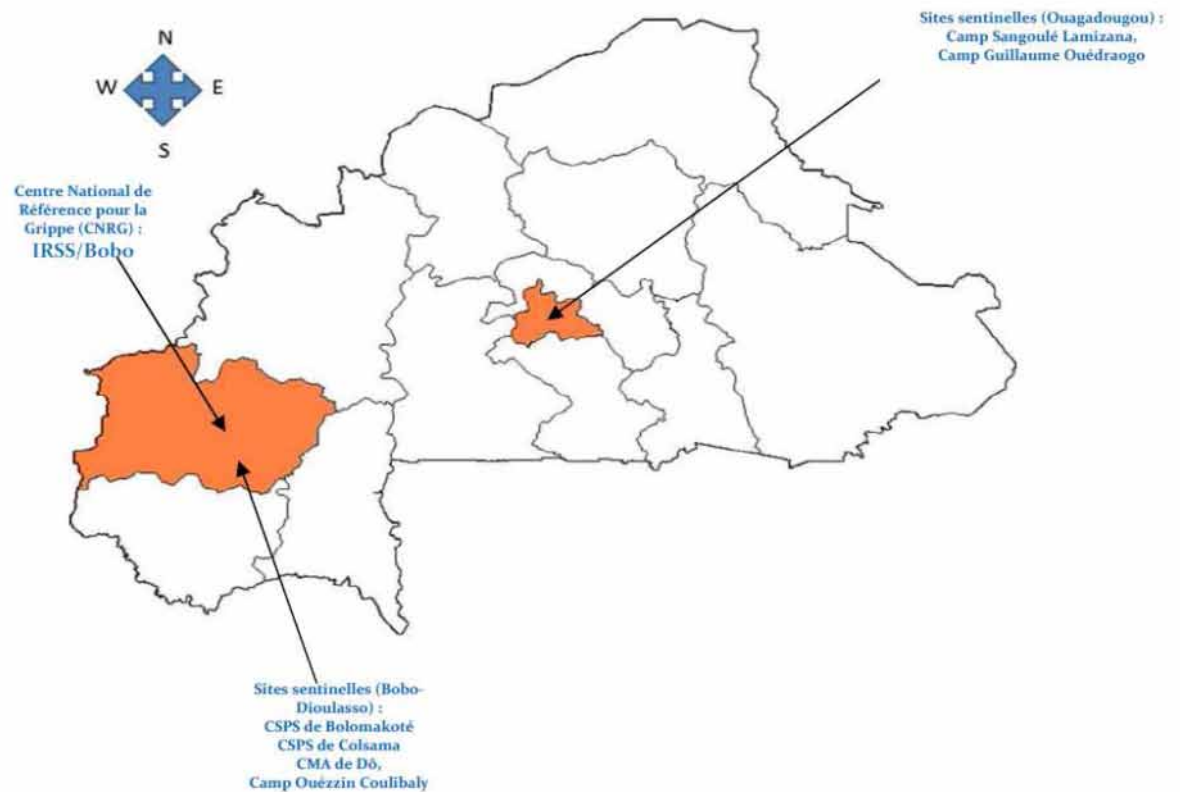 Sites sentinelles (Ouagadougou) :
Camp Sangoulé Lamizana,
Camp Guillaume Ouédraogo
N
W
E
S
Centre National de
Référence pour la
Grippe (CNRG) :
IRSS/Bobo
Sites sentinelles (Bobo-
Dioulasso) :
CSPS de Bolomakoté
CSPS de Colsama
CMA de Dô,
Camp Ouézzin Coulibaly